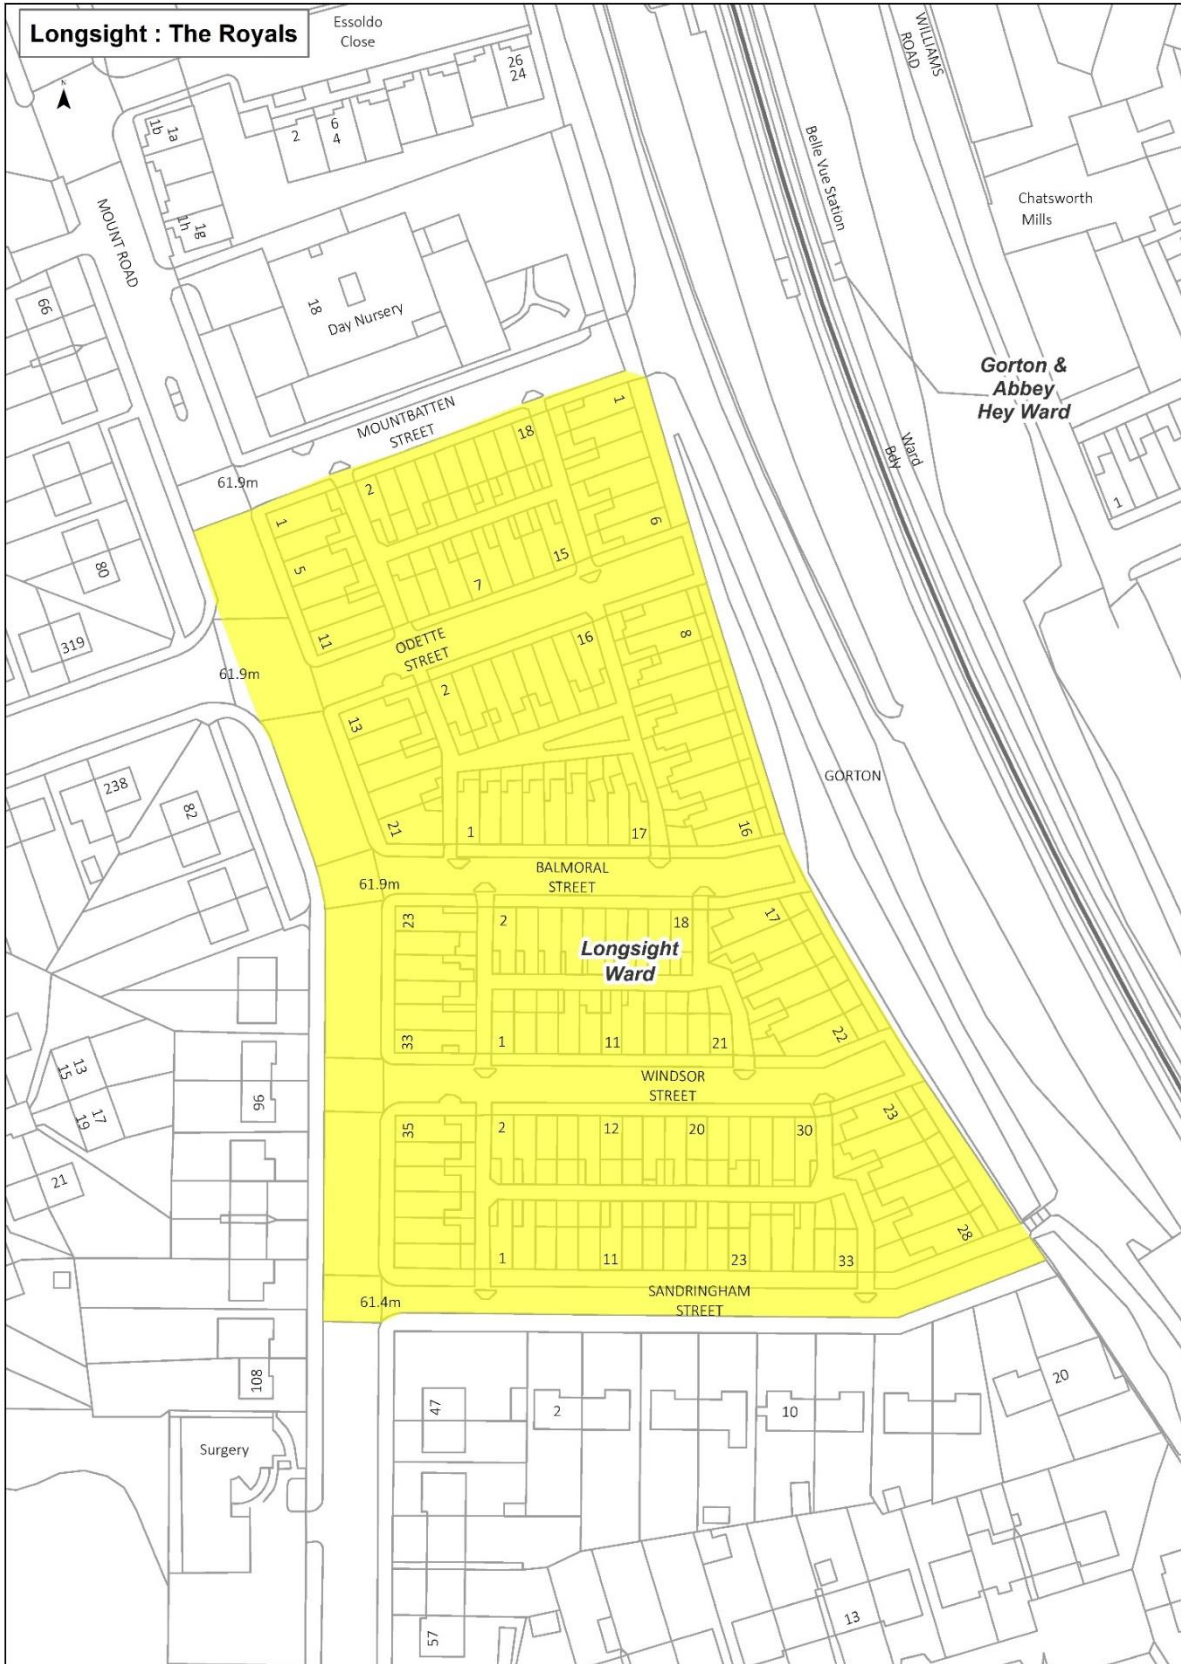 Longsight : The Royals
Essoldo
Close
WILLIAMS
ROAD
N
26
24
1b
1a
2
6
4
Belle Vue Station
Chatsworth
Mills
MOUNT ROAD
1h
1g
66
18
Day Nursery
Gorton &
Abbey
Hey Ward
1
MOUNTBATTEN
STREET
18
Ward
Bdy
61.9m
2
1
1
6
80
5
7
15
319
11
ODETTE
STREET
16
8
61.9m
2
13
GORTON
238
82
21
1
17
16
BALMORAL
STREET
61.9m
23
2
18
17
Longsight
Ward
33
1
11
21
22
13
15
17
19
96
WINDSOR
STREET
35
2
12
20
30
23
21
1
11
23
33
28
SANDRINGHAM
STREET
61.4m
108
47
2
10
20
Surgery
57
13